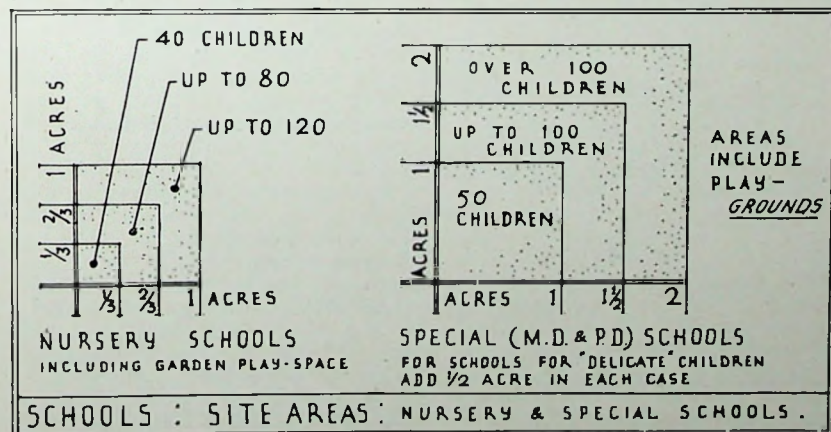 40 CHILDREN
UP TO 80
UP TO 120
ACRES
1
2/3
1/3
1/3
2/3
1
ACRES
NURSERY SCHOOLS
INCLUDING GARDEN PLAY-SPACE
2
OVER 100
CHILDREN
1½
UP TO 100
CHILDREN
1
50
CHILDREN
ACRES
ACRES
1
1½
2
AREAS
INCLUDE
PLAY-
GROUNDS
SPECIAL (M.D. & P.D.) SCHOOLS
FOR SCHOOLS FOR "DELICATE" CHILDREN
ADD 1/2 ACRE IN EACH CASE
SCHOOLS : SITE AREAS : NURSERY & SPECIAL SCHOOLS.